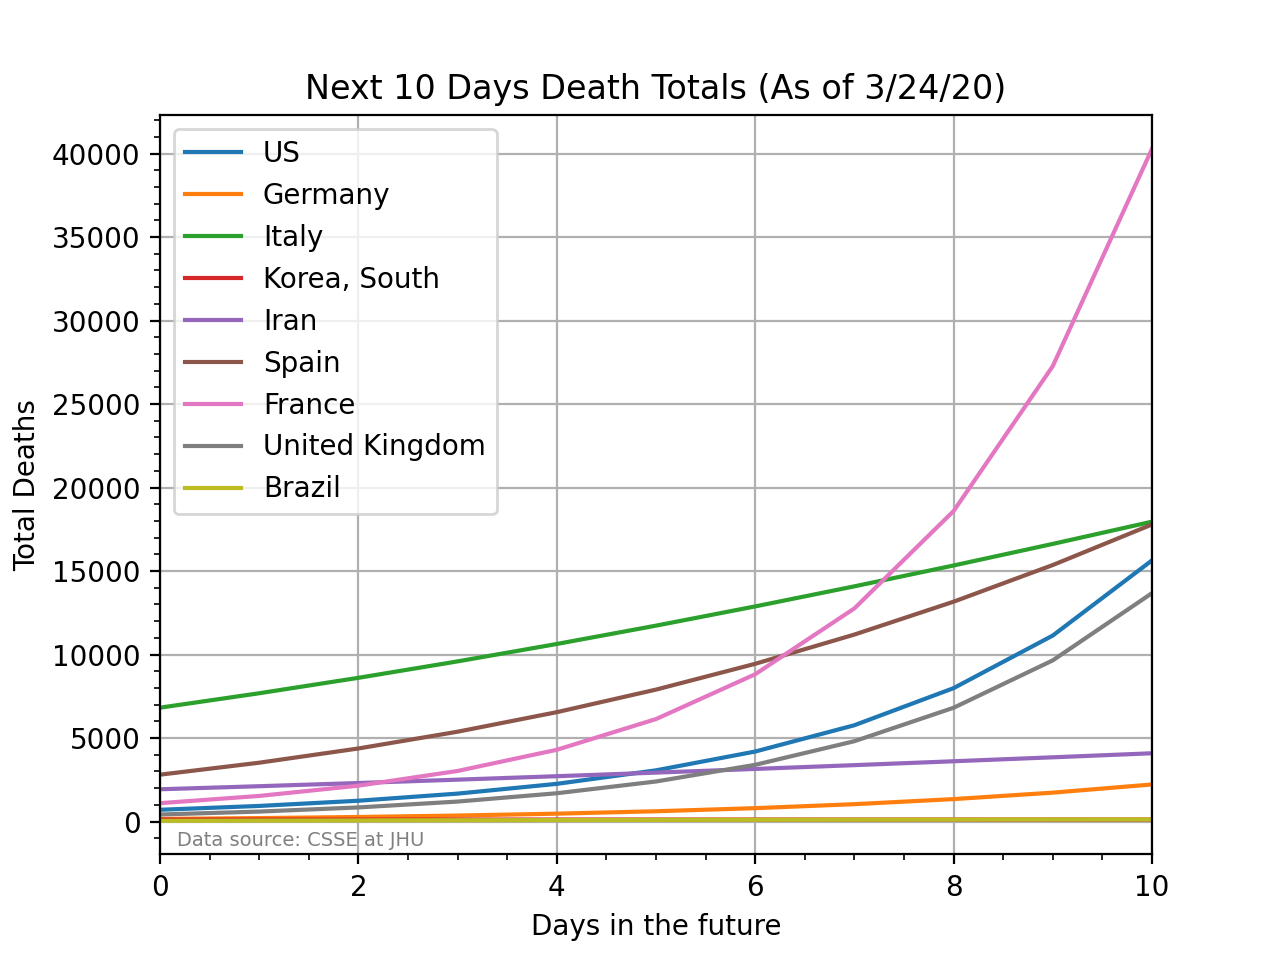 Next 10 Days Death Totals (As of 3/24/20)
40000
35000
30000
25000
20000
15000
10000
5000
0
Total Deaths
US
Germany
Italy
Korea, South
Iran
Spain
France
United Kingdom
Brazil
Data source: CSSE at JHU
0 2 4 6 8 10
Days in the future